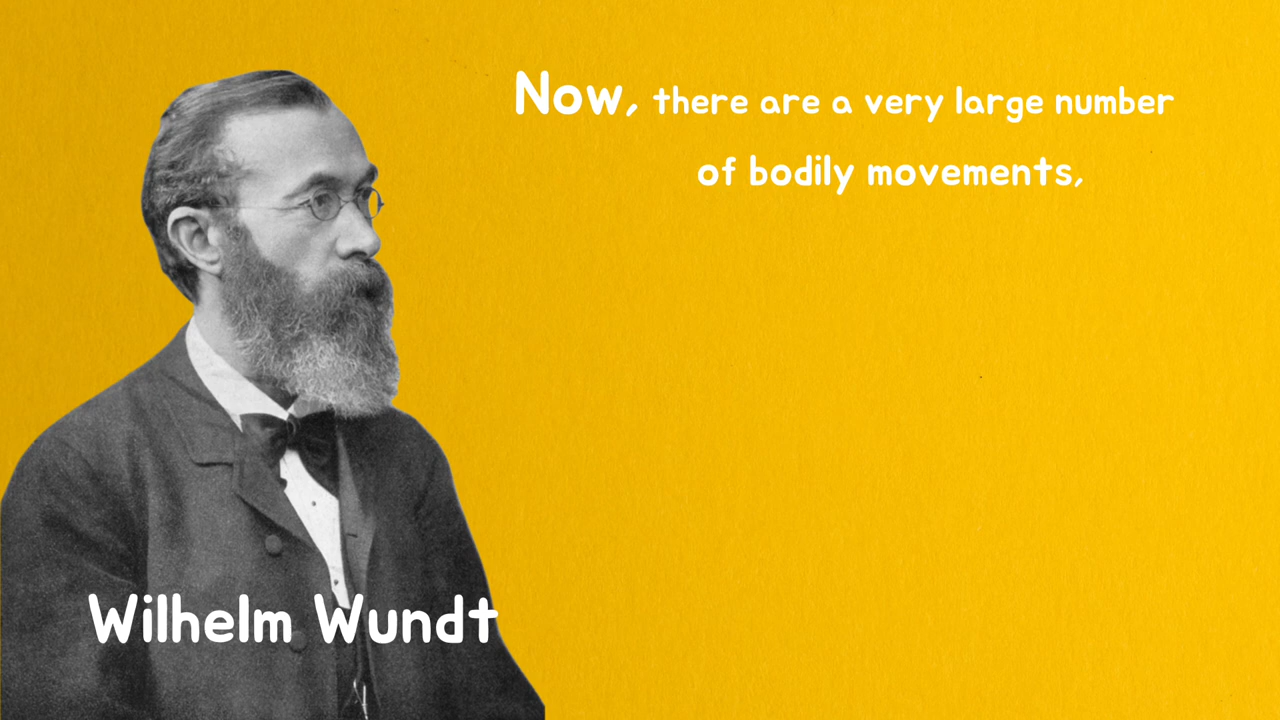 Now, there are a very large number
of bodily movements,
Wilhelm Wundt